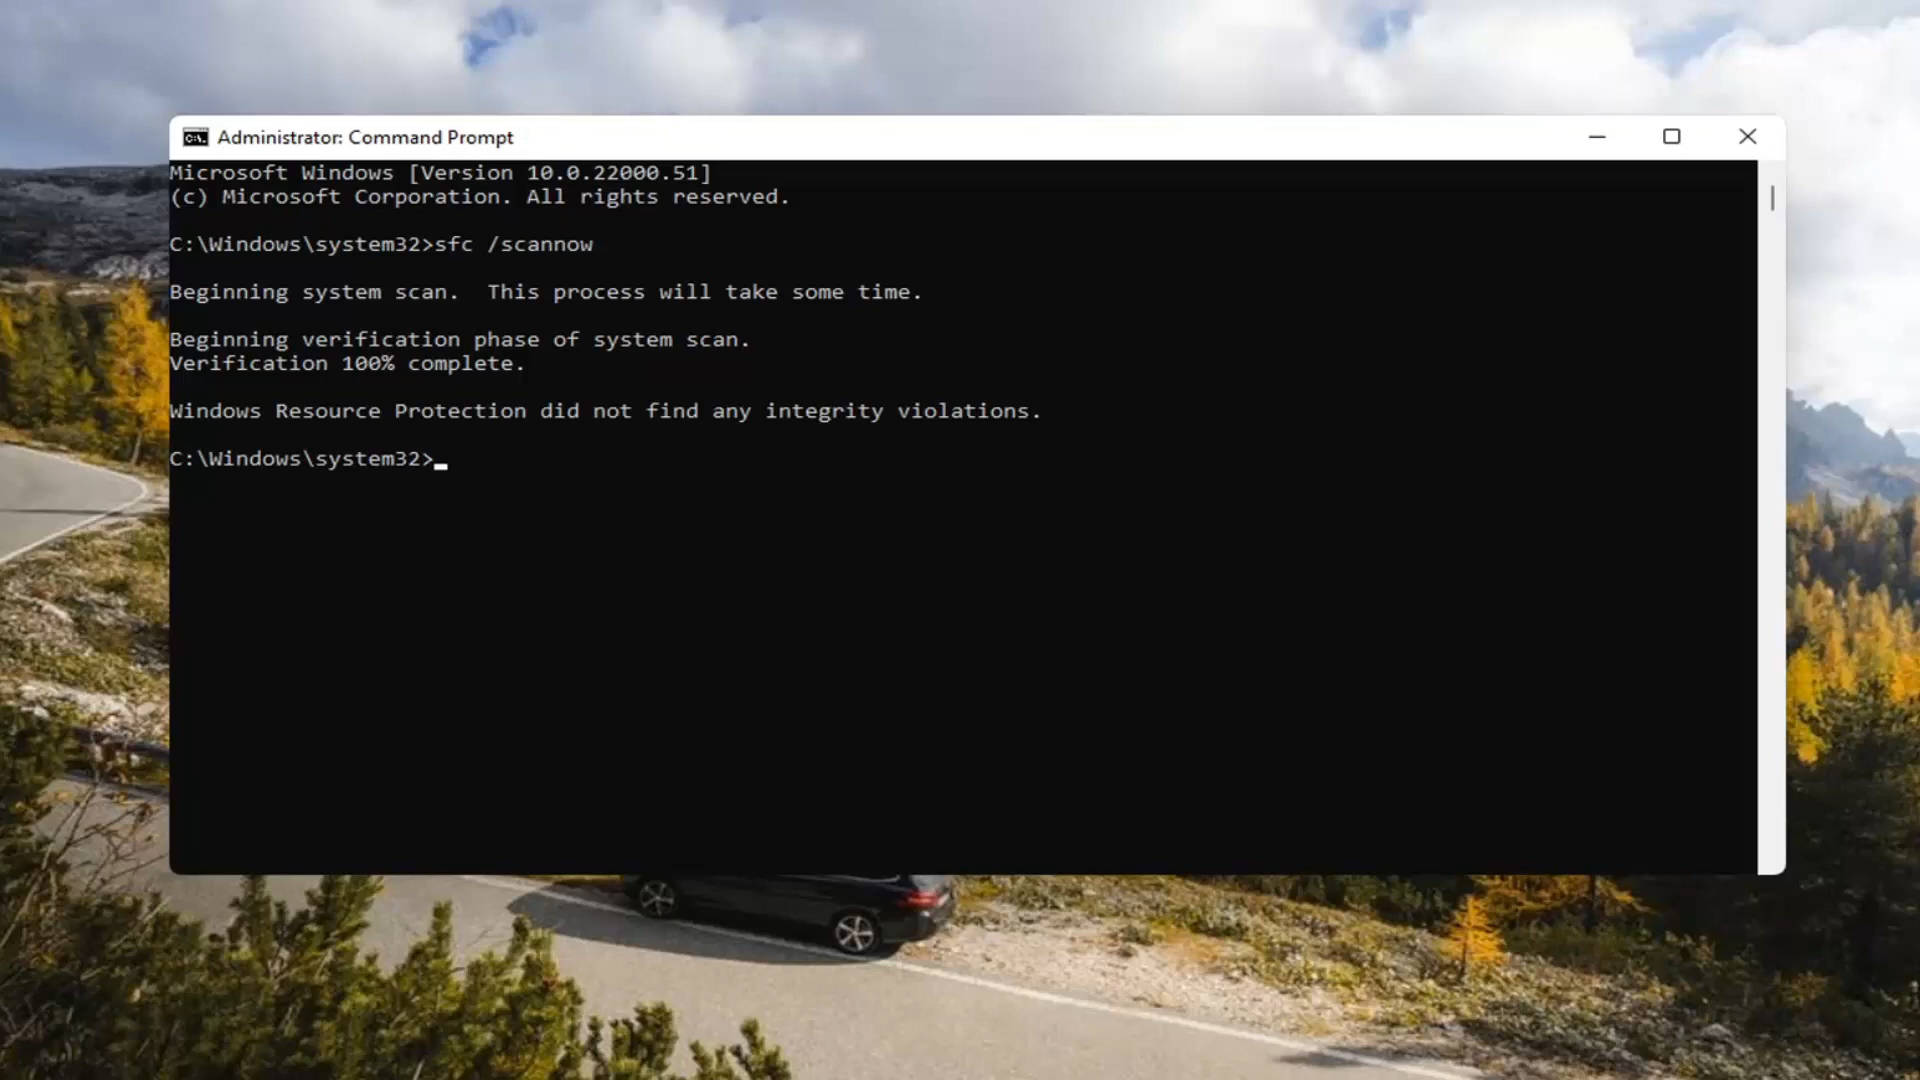 Administrator: Command Prompt
Microsoft Windows [Version 10.0.22000.51]
(c) Microsoft Corporation. All rights reserved.
C:\Windows\system32>sfc /scannow
Beginning system scan.  This process will take some time.
Beginning verification phase of system scan.
Verification 100% complete.
Windows Resource Protection did not find any integrity violations.
C:\Windows\system32>